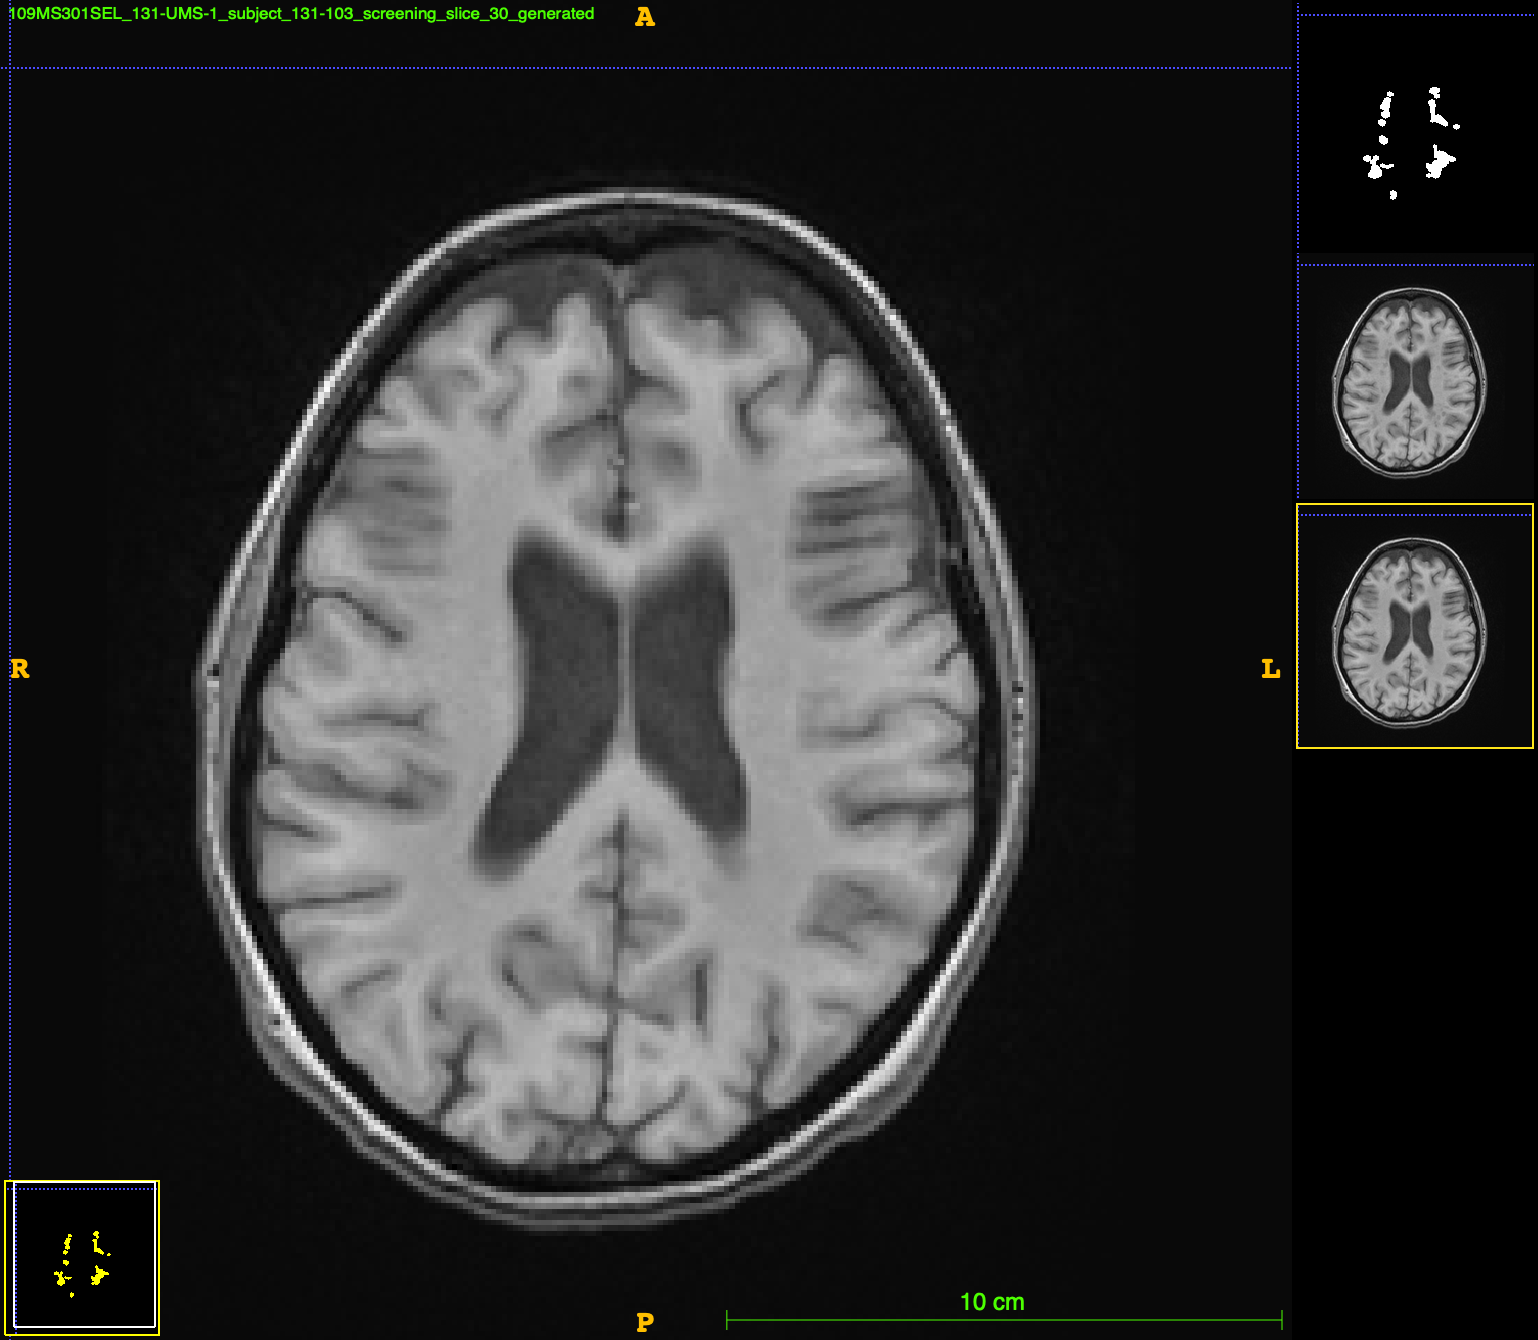 109MS301SEL_131-UMS-1_subject_131-103_screening_slice_30_generated
A
R
L
10 cm
P